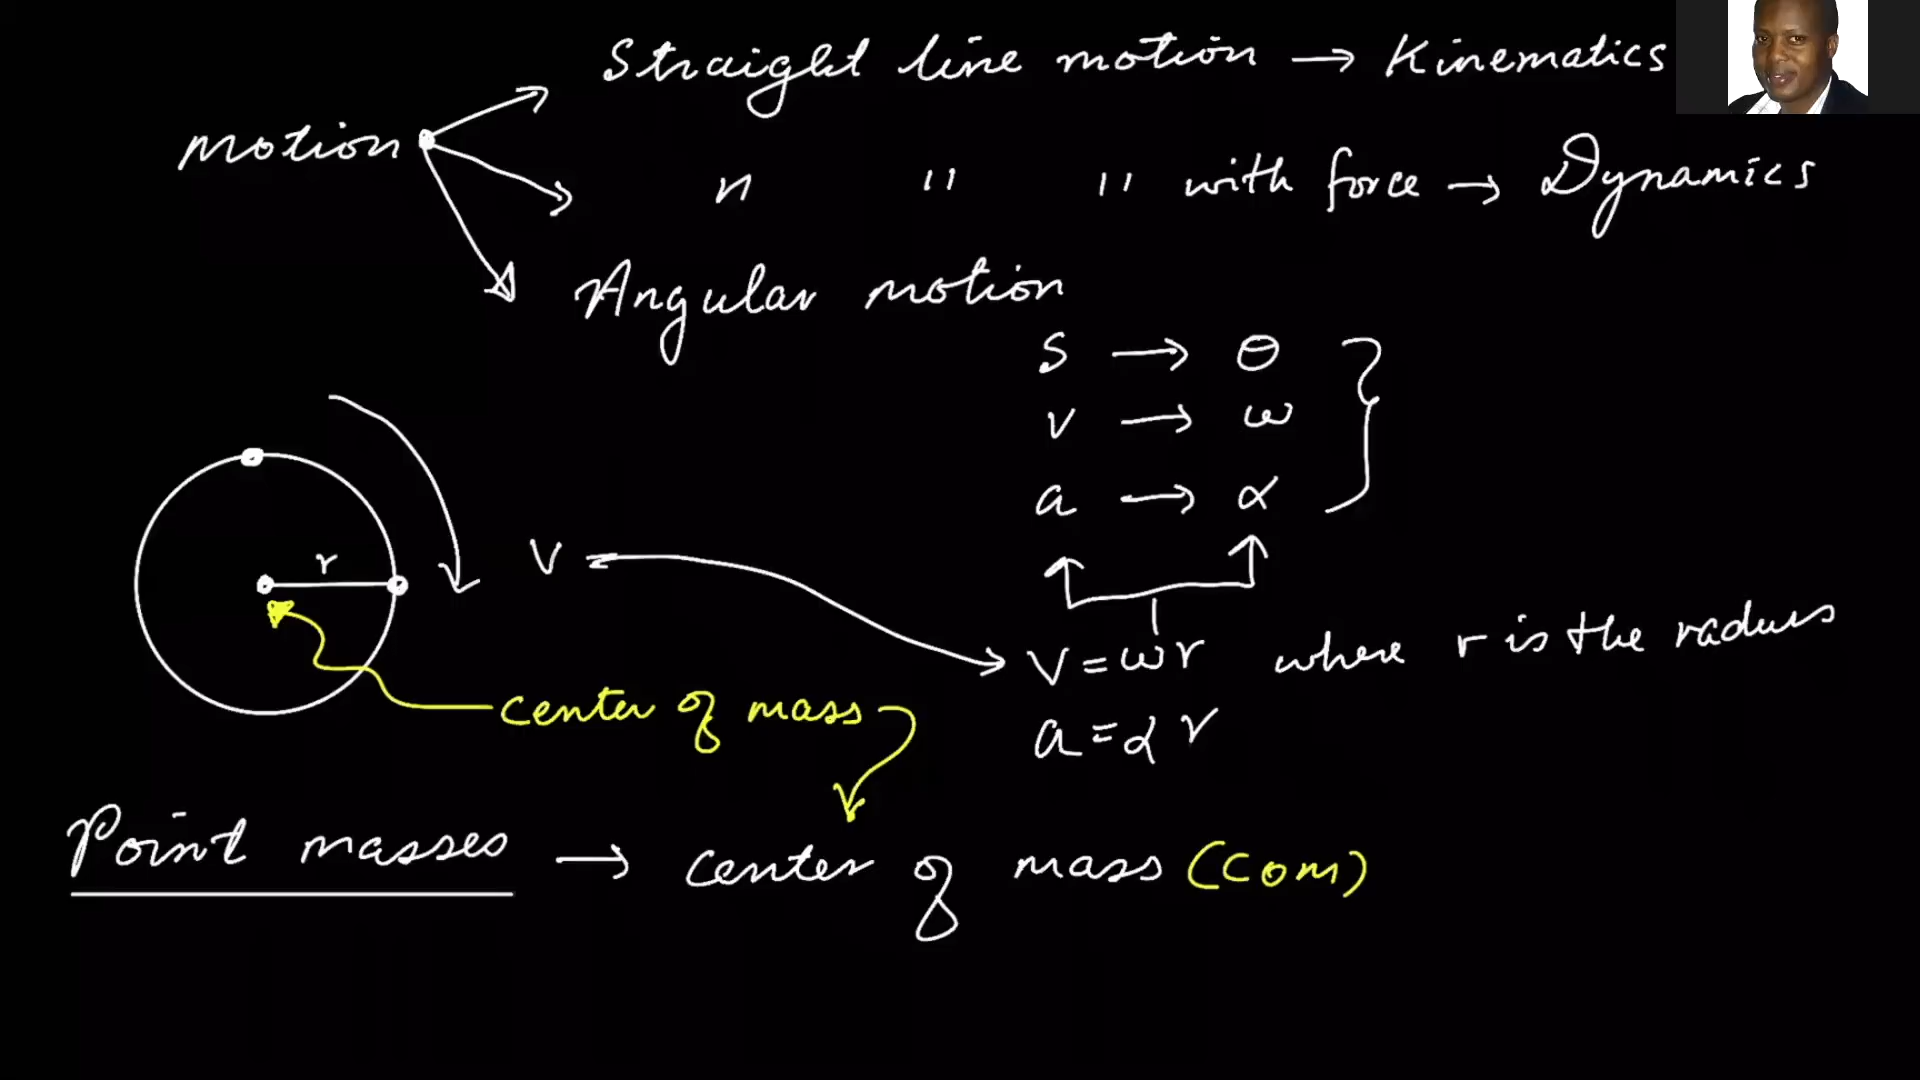 Straight line motion → Kinematics
motion
" " " with force → Dynamics
Angular motion
S → θ
v → ω
a → α
r
V
V = ωr where r is the radius
center of mass
a = α r
Point masses → center of mass (COM)